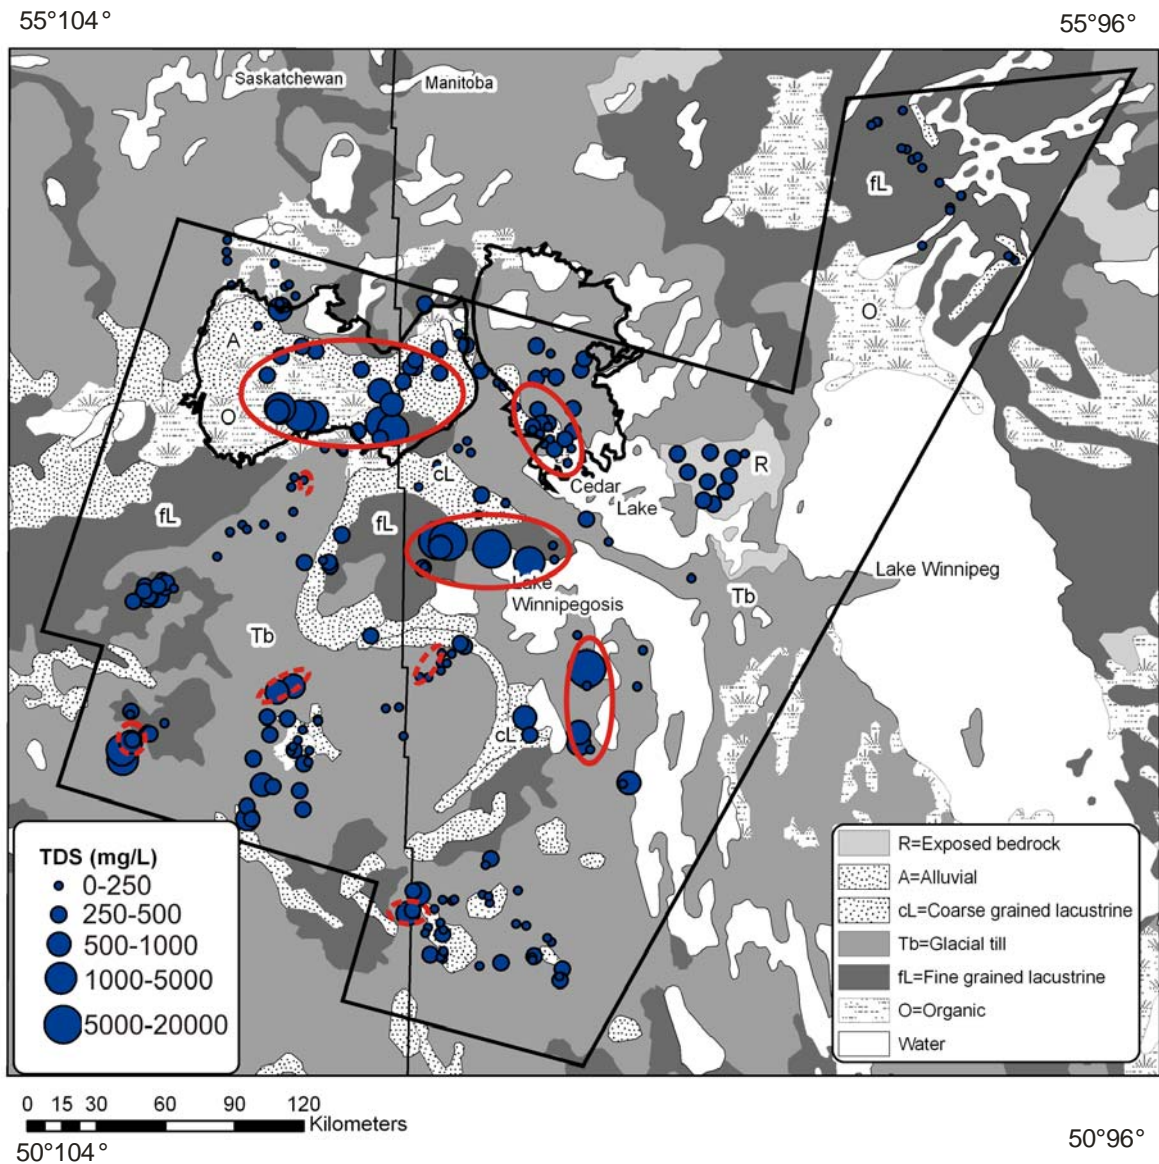 55°104°
55°96°
Saskatchewan
Manitoba
fL
A
O
O
cL
Cedar
Lake
R
fL
fL
Lake
Winnipegosis
Lake Winnipeg
Tb
Tb
cL
TDS (mg/L)
0-250
250-500
500-1000
1000-5000
5000-20000
R=Exposed bedrock
A=Alluvial
cL=Coarse grained lacustrine
Tb=Glacial till
fL=Fine grained lacustrine
O=Organic
Water
0 15 30 60 90 120
Kilometers
50°104°
50°96°